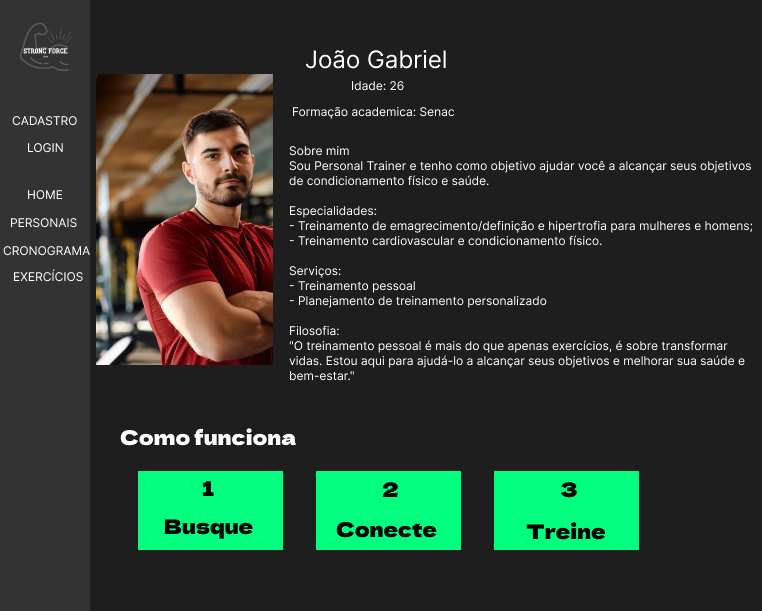 STRONG FORCE
CADASTRO
LOGIN
HOME
PERSONAIS
CRONOGRAMA
EXERCÍCIOS
João Gabriel
Idade: 26
Formação academica: Senac
Sobre mim
Sou Personal Trainer e tenho como objetivo ajudar você a alcançar seus objetivos
de condicionamento físico e saúde.
Especialidades:
- Treinamento de emagrecimento/definição e hipertrofia para mulheres e homens;
- Treinamento cardiovascular e condicionamento físico.
Serviços:
- Treinamento pessoal
- Planejamento de treinamento personalizado
Filosofia:
"O treinamento pessoal é mais do que apenas exercícios, é sobre transformar
vidas. Estou aqui para ajudá-lo a alcançar seus objetivos e melhorar sua saúde e
bem-estar."
Como funciona
1
Busque
2
Conecte
3
Treine